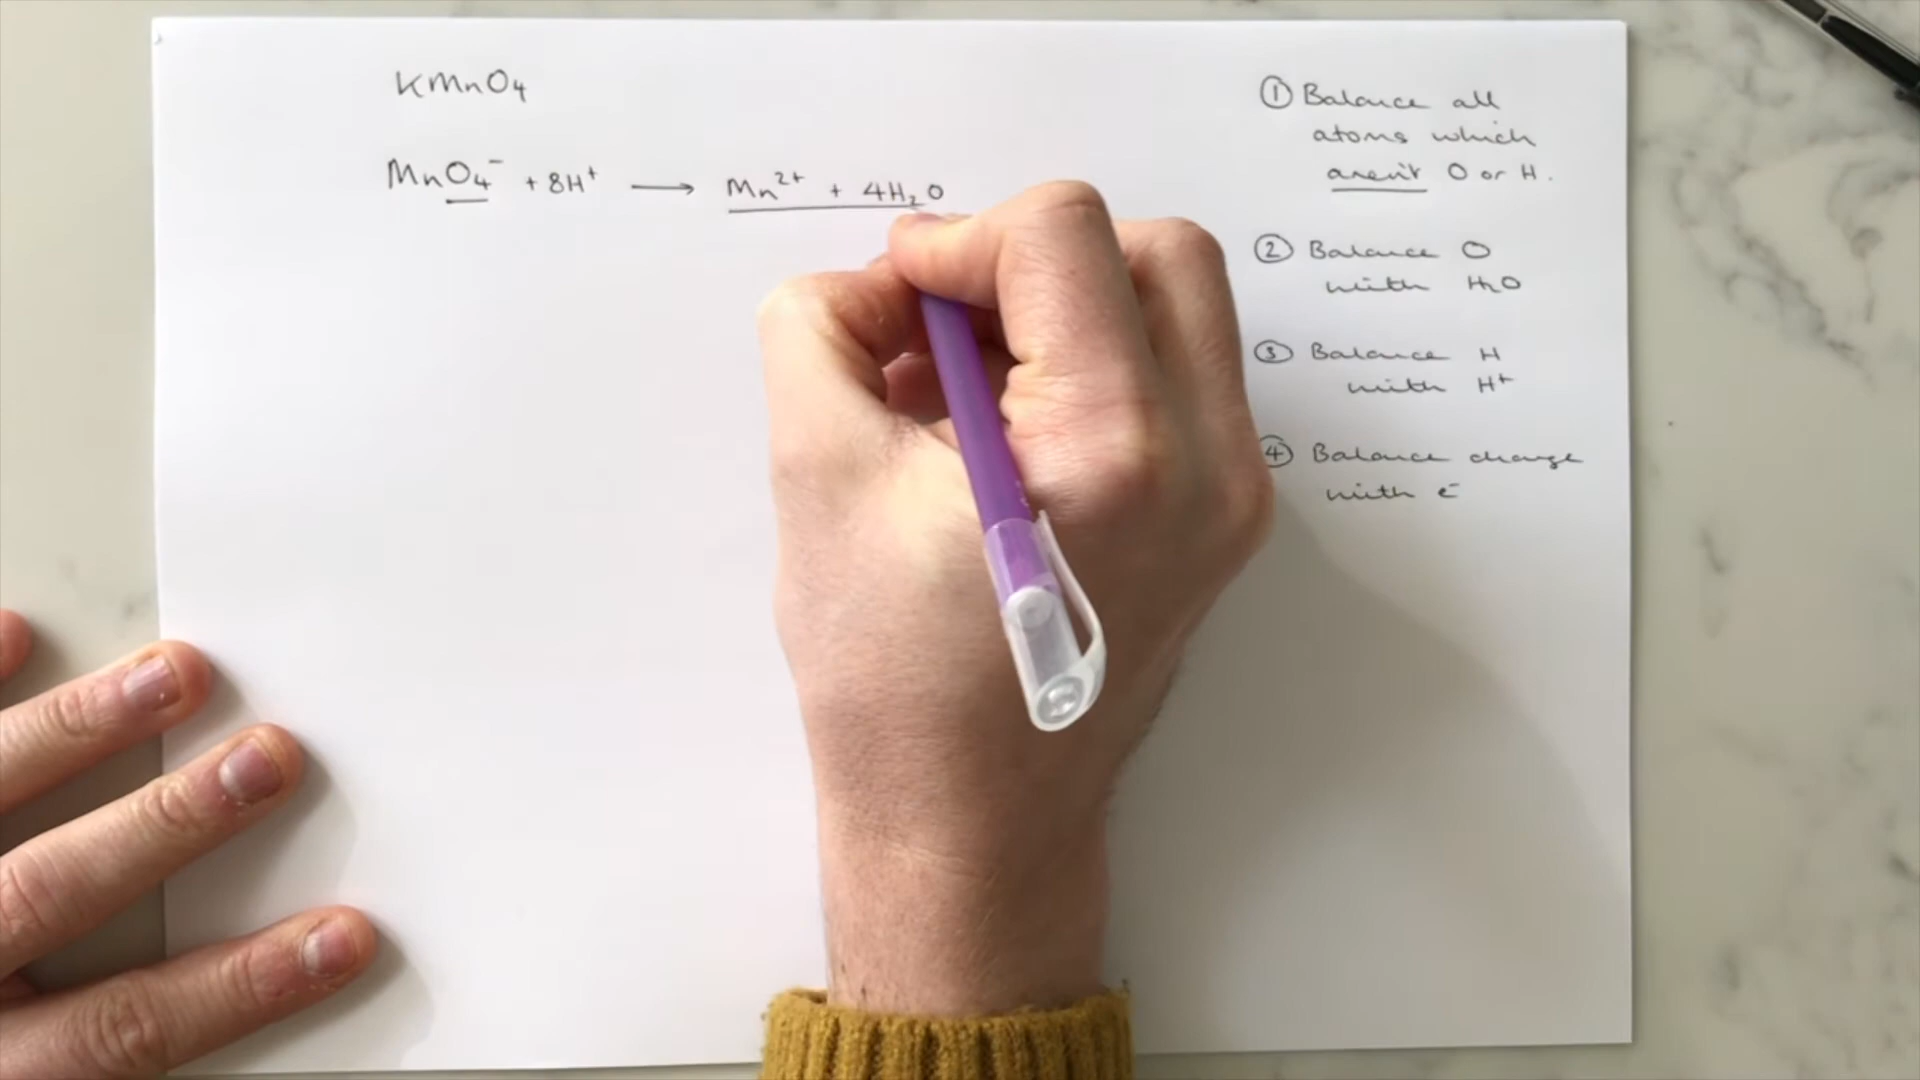 KMnO₄
MnO₄⁻ + 8H⁺ ⟶ Mn²⁺ + 4H₂O
① Balance all
atoms which
aren't O or H.
② Balance O
with H₂O
③ Balance H
with H⁺
④ Balance charge
with e⁻